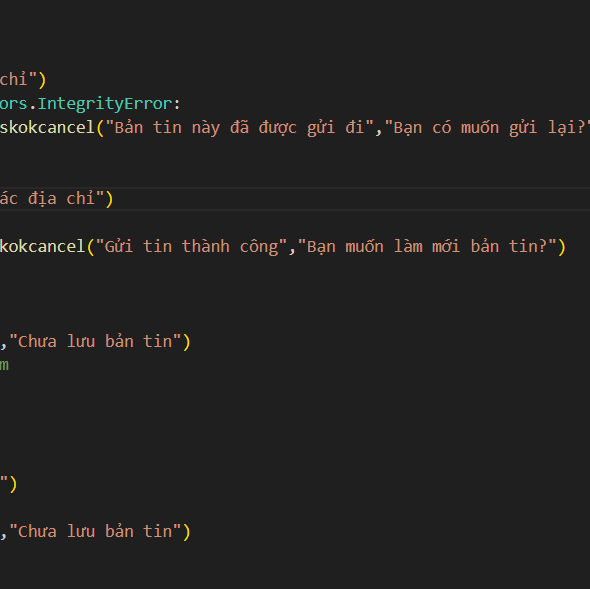 chỉ")
ors.IntegrityError:
skokcancel("Bản tin này đã được gửi đi","Bạn có muốn gửi lại?"
ác địa chỉ")
kokcancel("Gửi tin thành công","Bạn muốn làm mới bản tin?")
,"Chưa lưu bản tin")
m
")
,"Chưa lưu bản tin")